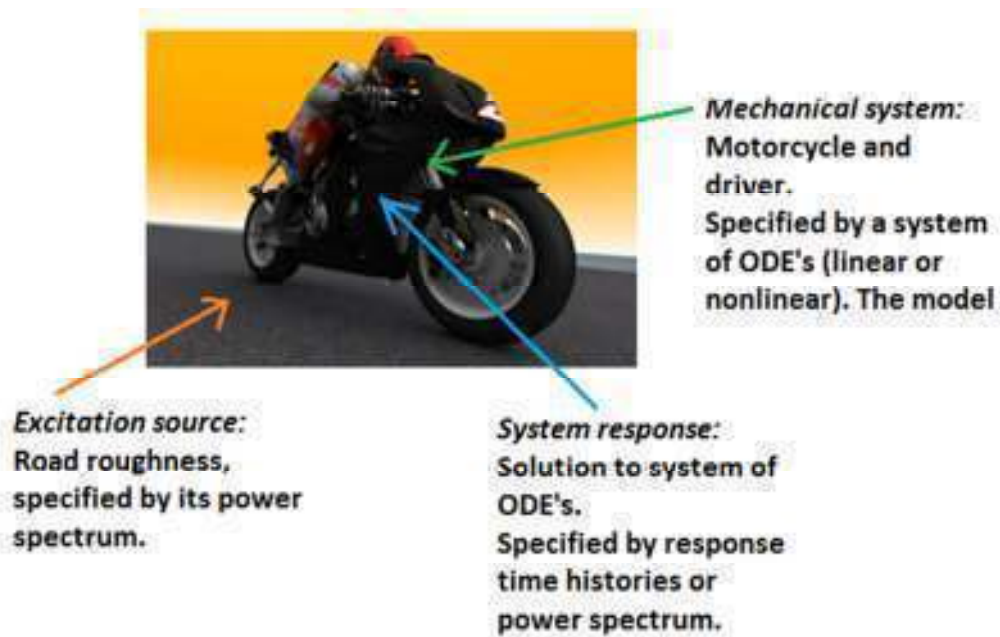 Mechanical system:
Motorcycle and
driver.
Specified by a system
of ODE's (linear or
nonlinear). The model
Excitation source:
Road roughness,
specified by its power
spectrum.
System response:
Solution to system of
ODE's.
Specified by response
time histories or
power spectrum.